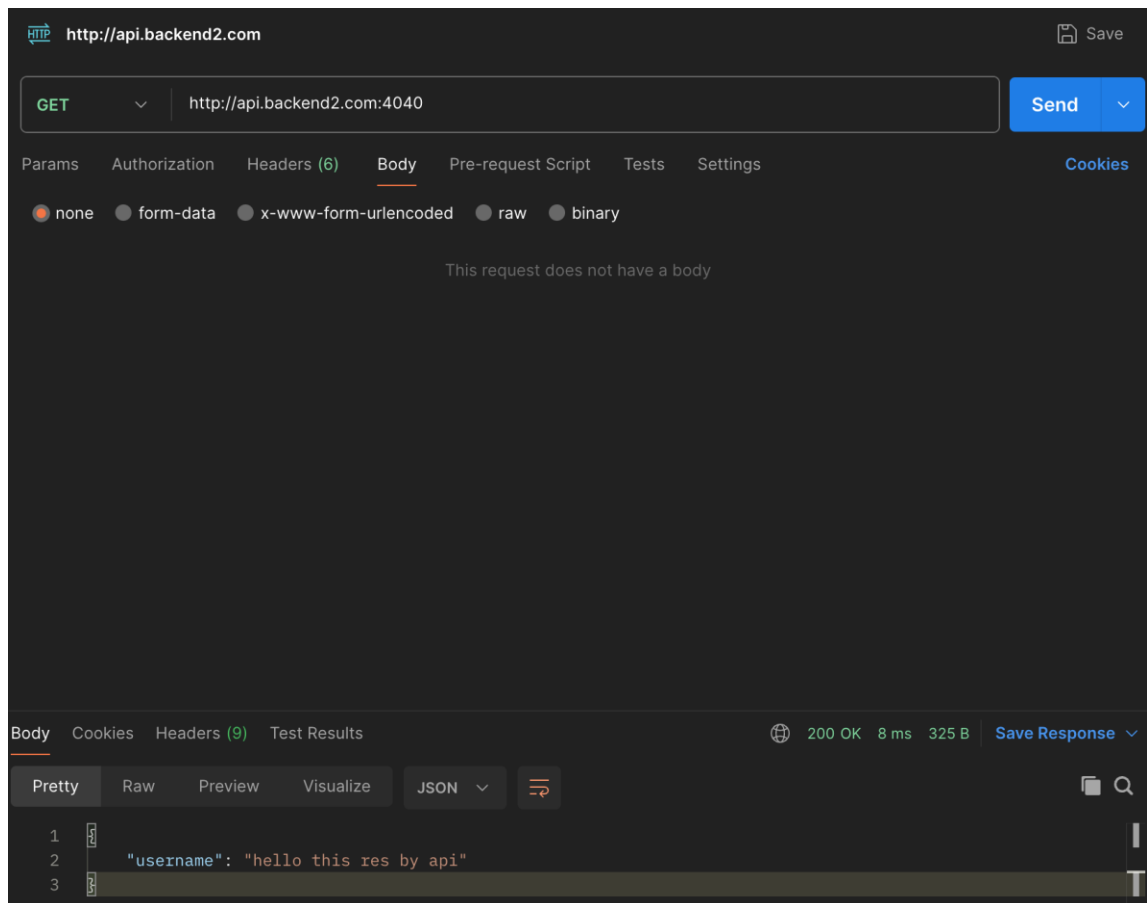 HTTP http://api.backend2.com Save
GET http://api.backend2.com:4040 Send
Params Authorization Headers (6) Body Pre-request Script Tests Settings Cookies
none form-data x-www-form-urlencoded raw binary
This request does not have a body
Body Cookies Headers (9) Test Results 200 OK 8 ms 325 B Save Response
Pretty Raw Preview Visualize JSON
1 {
2 "username": "hello this res by api"
3 }